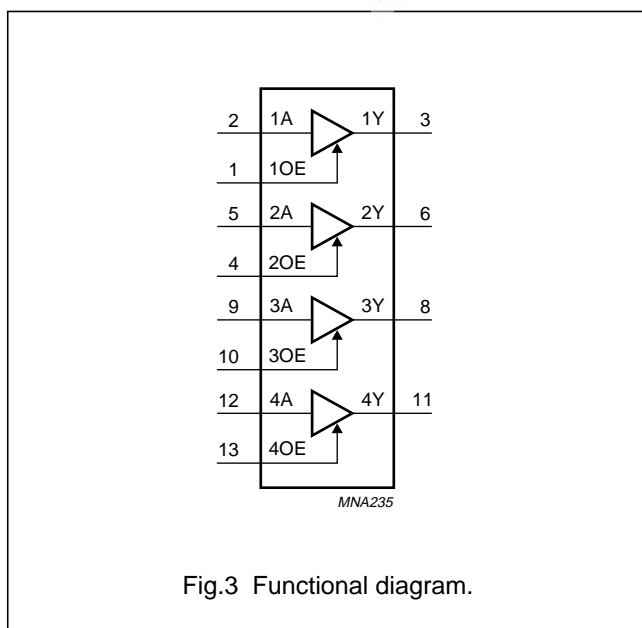 2 1A 1Y 3
1 1OE
5 2A 2Y 6
4 2OE
9 3A 3Y 8
10 3OE
12 4A 4Y 11
13 4OE
MNA235
Fig.3 Functional diagram.